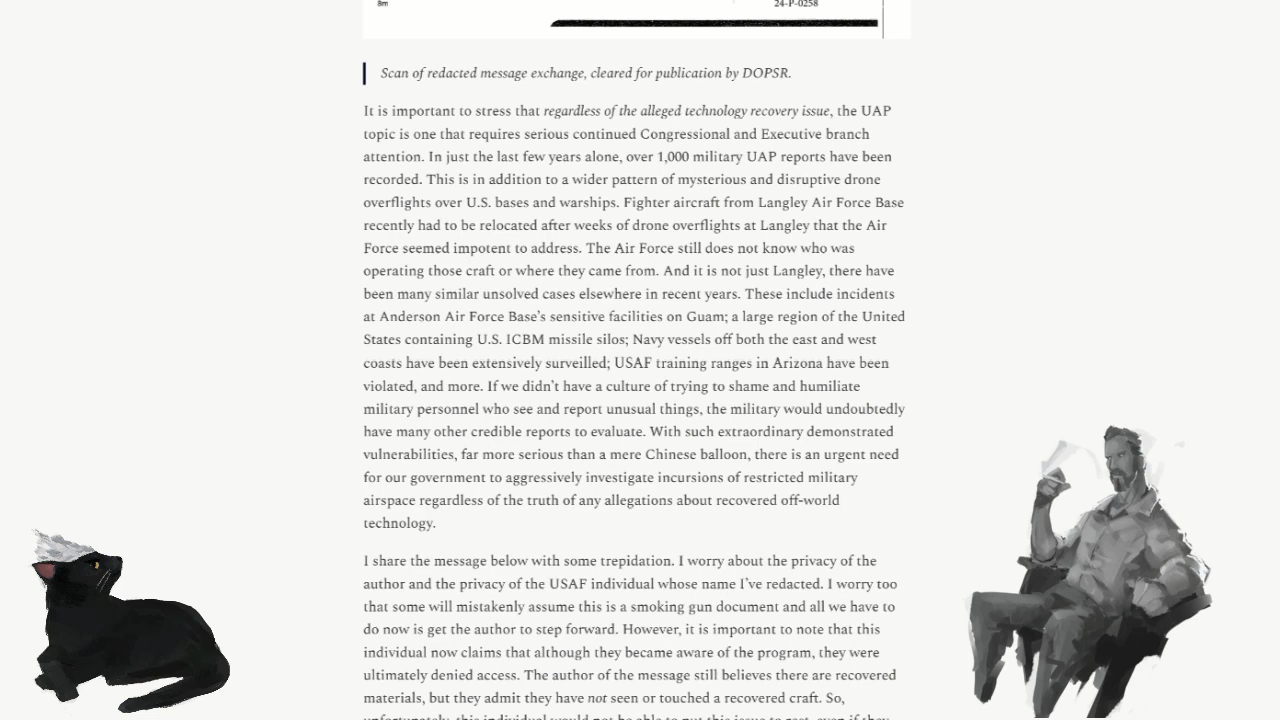 8m
24-P-0258
Scan of redacted message exchange, cleared for publication by DOPSR.
It is important to stress that regardless of the alleged technology recovery issue, the UAP
topic is one that requires serious continued Congressional and Executive branch
attention. In just the last few years alone, over 1,000 military UAP reports have been
recorded. This is in addition to a wider pattern of mysterious and disruptive drone
overflights over U.S. bases and warships. Fighter aircraft from Langley Air Force Base
recently had to be relocated after weeks of drone overflights at Langley that the Air
Force seemed impotent to address. The Air Force still does not know who was
operating those craft or where they came from. And it is not just Langley, there have
been many similar unsolved cases elsewhere in recent years. These include incidents
at Anderson Air Force Base’s sensitive facilities on Guam; a large region of the United
States containing U.S. ICBM missile silos; Navy vessels off both the east and west
coasts have been extensively surveilled; USAF training ranges in Arizona have been
violated, and more. If we didn’t have a culture of trying to shame and humiliate
military personnel who see and report unusual things, the military would undoubtedly
have many other credible reports to evaluate. With such extraordinary demonstrated
vulnerabilities, far more serious than a mere Chinese balloon, there is an urgent need
for our government to aggressively investigate incursions of restricted military
airspace regardless of the truth of any allegations about recovered off-world
technology.
I share the message below with some trepidation. I worry about the privacy of the
author and the privacy of the USAF individual whose name I’ve redacted. I worry too
that some will mistakenly assume this is a smoking gun document and all we have to
do now is get the author to step forward. However, it is important to note that this
individual now claims that although they became aware of the program, they were
ultimately denied access. The author of the message still believes there are recovered
materials, but they admit they have not seen or touched a recovered craft. So,
unfortunately, this individual would not be able to put this issue to rest, even if they